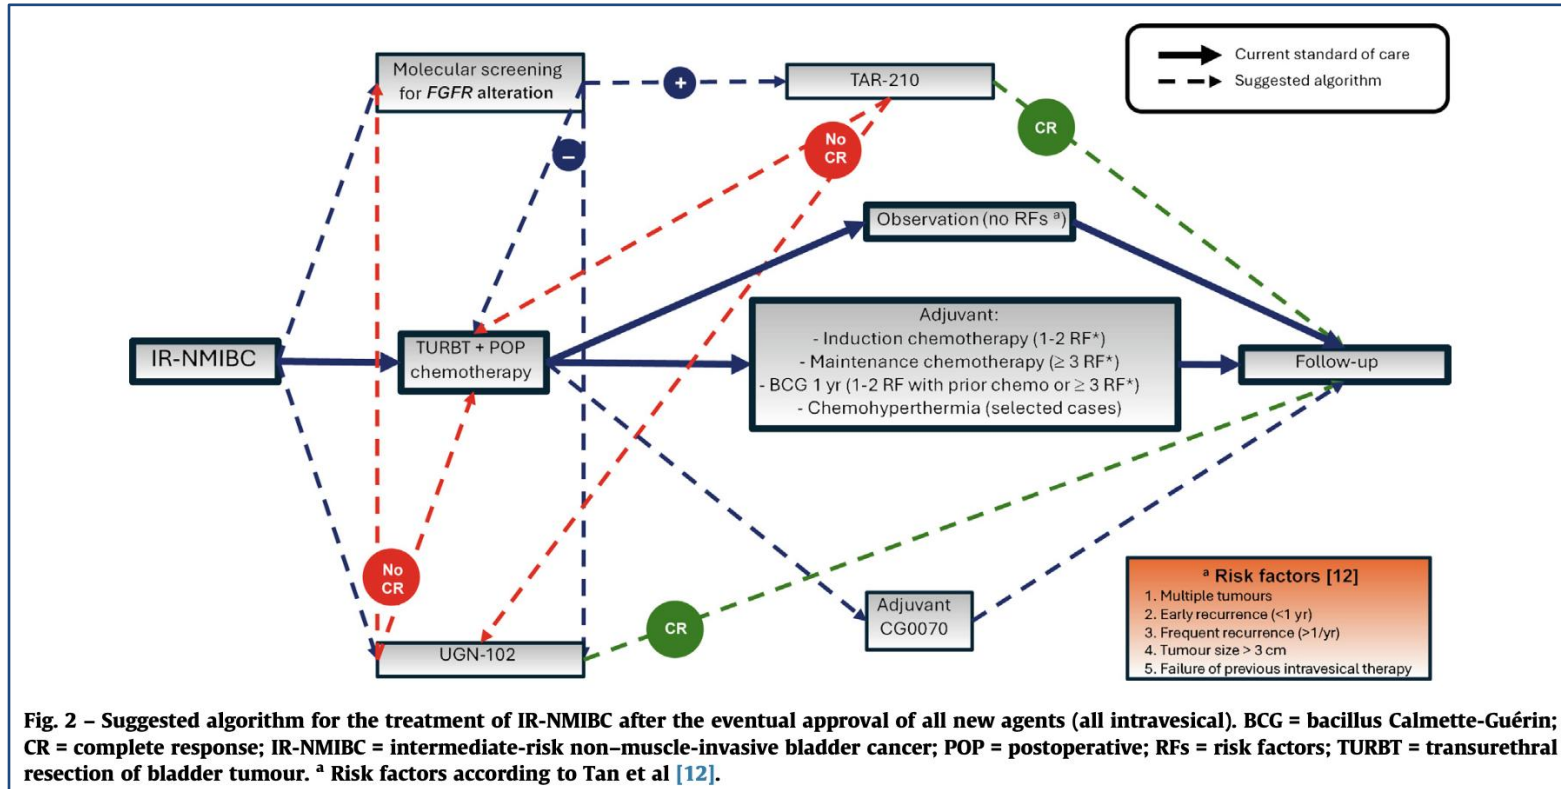 Current standard of care
Suggested algorithm
Molecular screening
for FGFR alteration
+
TAR-210
CR
No
CR
−
Observation (no RFs a)
IR-NMIBC
TURBT + POP
chemotherapy
Adjuvant:
- Induction chemotherapy (1-2 RF*)
- Maintenance chemotherapy (≥ 3 RF*)
- BCG 1 yr (1-2 RF with prior chemo or ≥ 3 RF*)
- Chemohyperthermia (selected cases)
Follow-up
No
CR
UGN-102
CR
Adjuvant
CG0070
a Risk factors [12]
1. Multiple tumours
2. Early recurrence (<1 yr)
3. Frequent recurrence (>1/yr)
4. Tumour size > 3 cm
5. Failure of previous intravesical therapy
Fig. 2 – Suggested algorithm for the treatment of IR-NMIBC after the eventual approval of all new agents (all intravesical). BCG = bacillus Calmette-Guérin;
CR = complete response; IR-NMIBC = intermediate-risk non–muscle-invasive bladder cancer; POP = postoperative; RFs = risk factors; TURBT = transurethral
resection of bladder tumour. a Risk factors according to Tan et al [12].